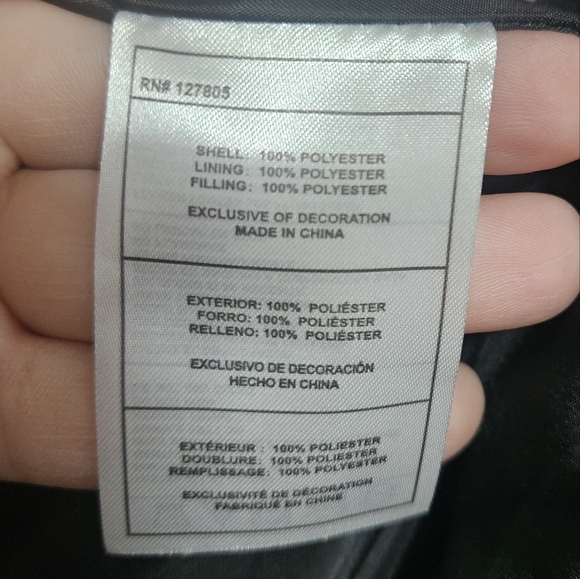 RN# 127805
SHELL: 100% POLYESTER
LINING: 100% POLYESTER
FILLING: 100% POLYESTER
EXCLUSIVE OF DECORATION
MADE IN CHINA
EXTERIOR: 100% POLIÉSTER
FORRO: 100% POLIÉSTER
RELLENO: 100% POLIÉSTER
EXCLUSIVO DE DECORACIÓN
HECHO EN CHINA
EXTÉRIEUR : 100% POLIESTER
DOUBLURE: 100% POLIESTER
REMPLISSAGE: 100% POLYESTER
EXCLUSIVITÉ DE DÉCORATION
FABRIQUÉ EN CHINE